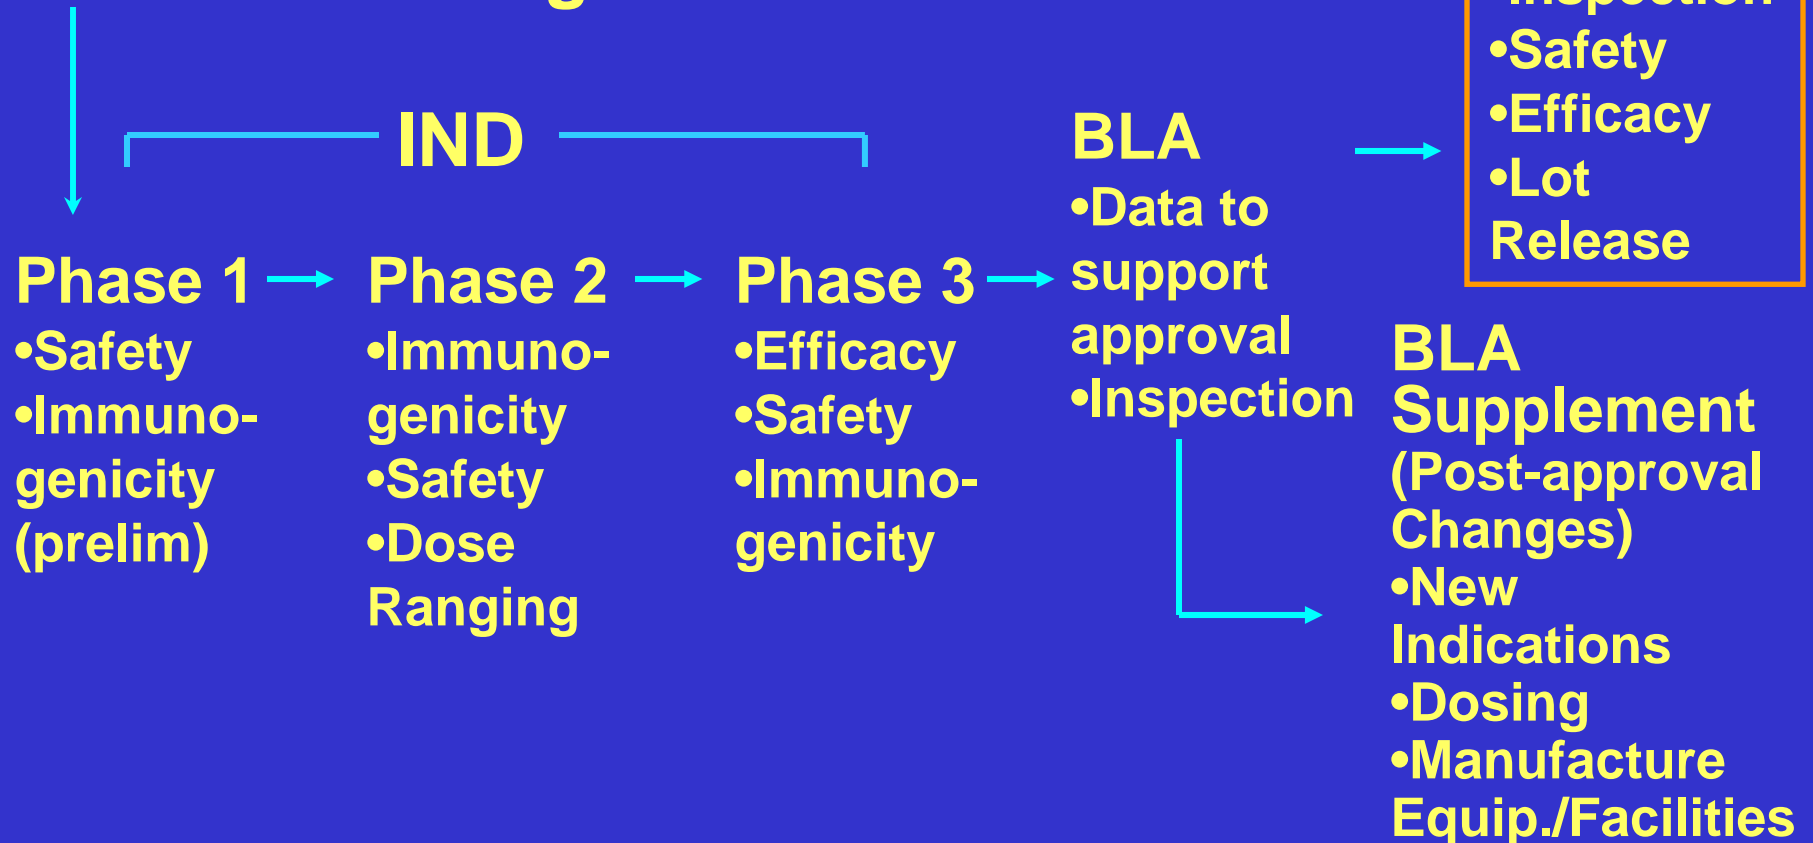 Inspection
•Safety
•Efficacy
•Lot
Release
IND
Phase 1
•Safety
•Immuno-
genicity
(prelim)
Phase 2
•Immuno-
genicity
•Safety
•Dose
Ranging
Phase 3
•Efficacy
•Safety
•Immuno-
genicity
BLA
•Data to
support
approval
•Inspection
BLA
Supplement
(Post-approval
Changes)
•New
Indications
•Dosing
•Manufacture
Equip./Facilities